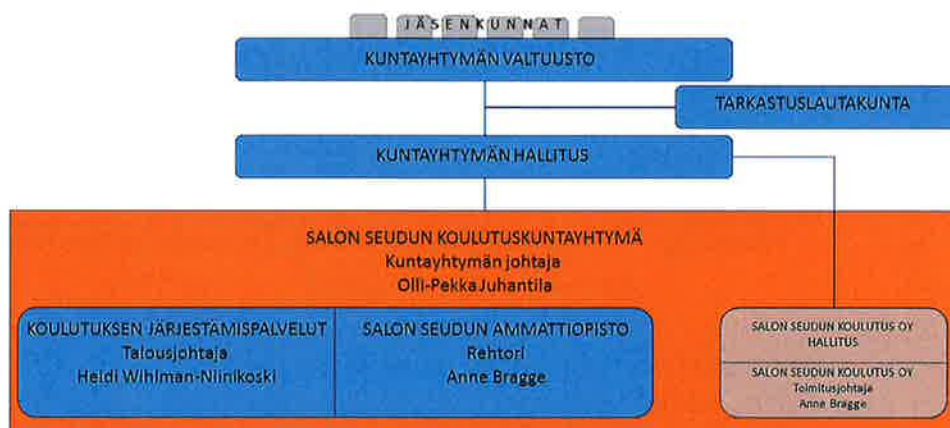 JÄSENKUNNAT
KUNTAYHTYMÄN VALTUUSTO
TARKASTUSLAUTAKUNTA
KUNTAYHTYMÄN HALLITUS
SALON SEUDUN KOULUTUSKUNTAYHTYMÄ
Kuntayhtymän johtaja
Olli-Pekka Juhantila
KOULUTUKSEN JÄRJESTÄMISPALVELUT
Talousjohtaja
Heidi Wihlman-Niinikoski
SALON SEUDUN AMMATTIOPISTO
Rehtori
Anne Bragge
SALON SEUDUN KOULUTUS OY
HALLITUS
SALON SEUDUN KOULUTUS OY
Toimitusjohtaja
Anne Bragge